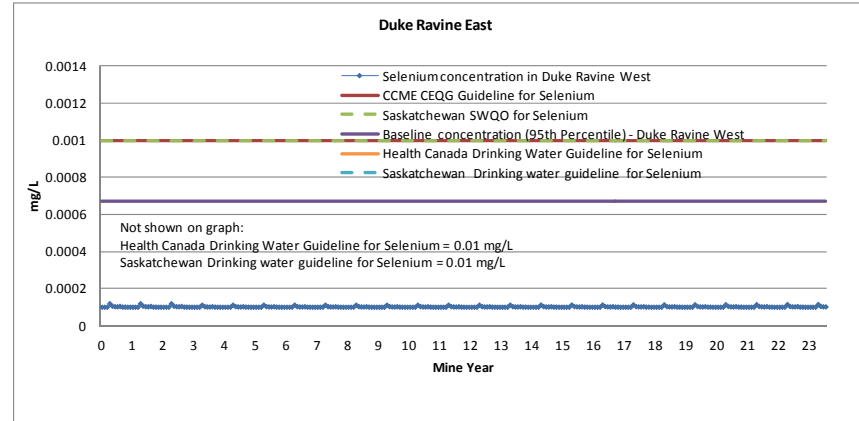 Duke Ravine East
0.0014
0.0012
0.001
0.0008
0.0006
0.0004
0.0002
0
mg/L
Selenium concentration in Duke Ravine West
CCME CEQG Guideline for Selenium
Saskatchewan SWQO for Selenium
Baseline concentration (95th Percentile) - Duke Ravine West
Health Canada Drinking Water Guideline for Selenium
Saskatchewan Drinking water guideline for Selenium
Not shown on graph:
Health Canada Drinking Water Guideline for Selenium = 0.01 mg/L
Saskatchewan Drinking water guideline for Selenium = 0.01 mg/L
0 1 2 3 4 5 6 7 8 9 10 11 12 13 14 15 16 17 18 19 20 21 22 23
Mine Year